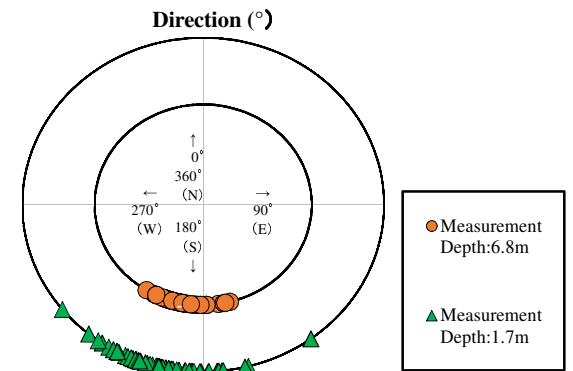 Direction (°)
↑
0°
360°
(N)
←
→
270°
90°
(W)
180°
(E)
(S)
↓
Measurement
Depth:6.8m
Measurement
Depth:1.7m